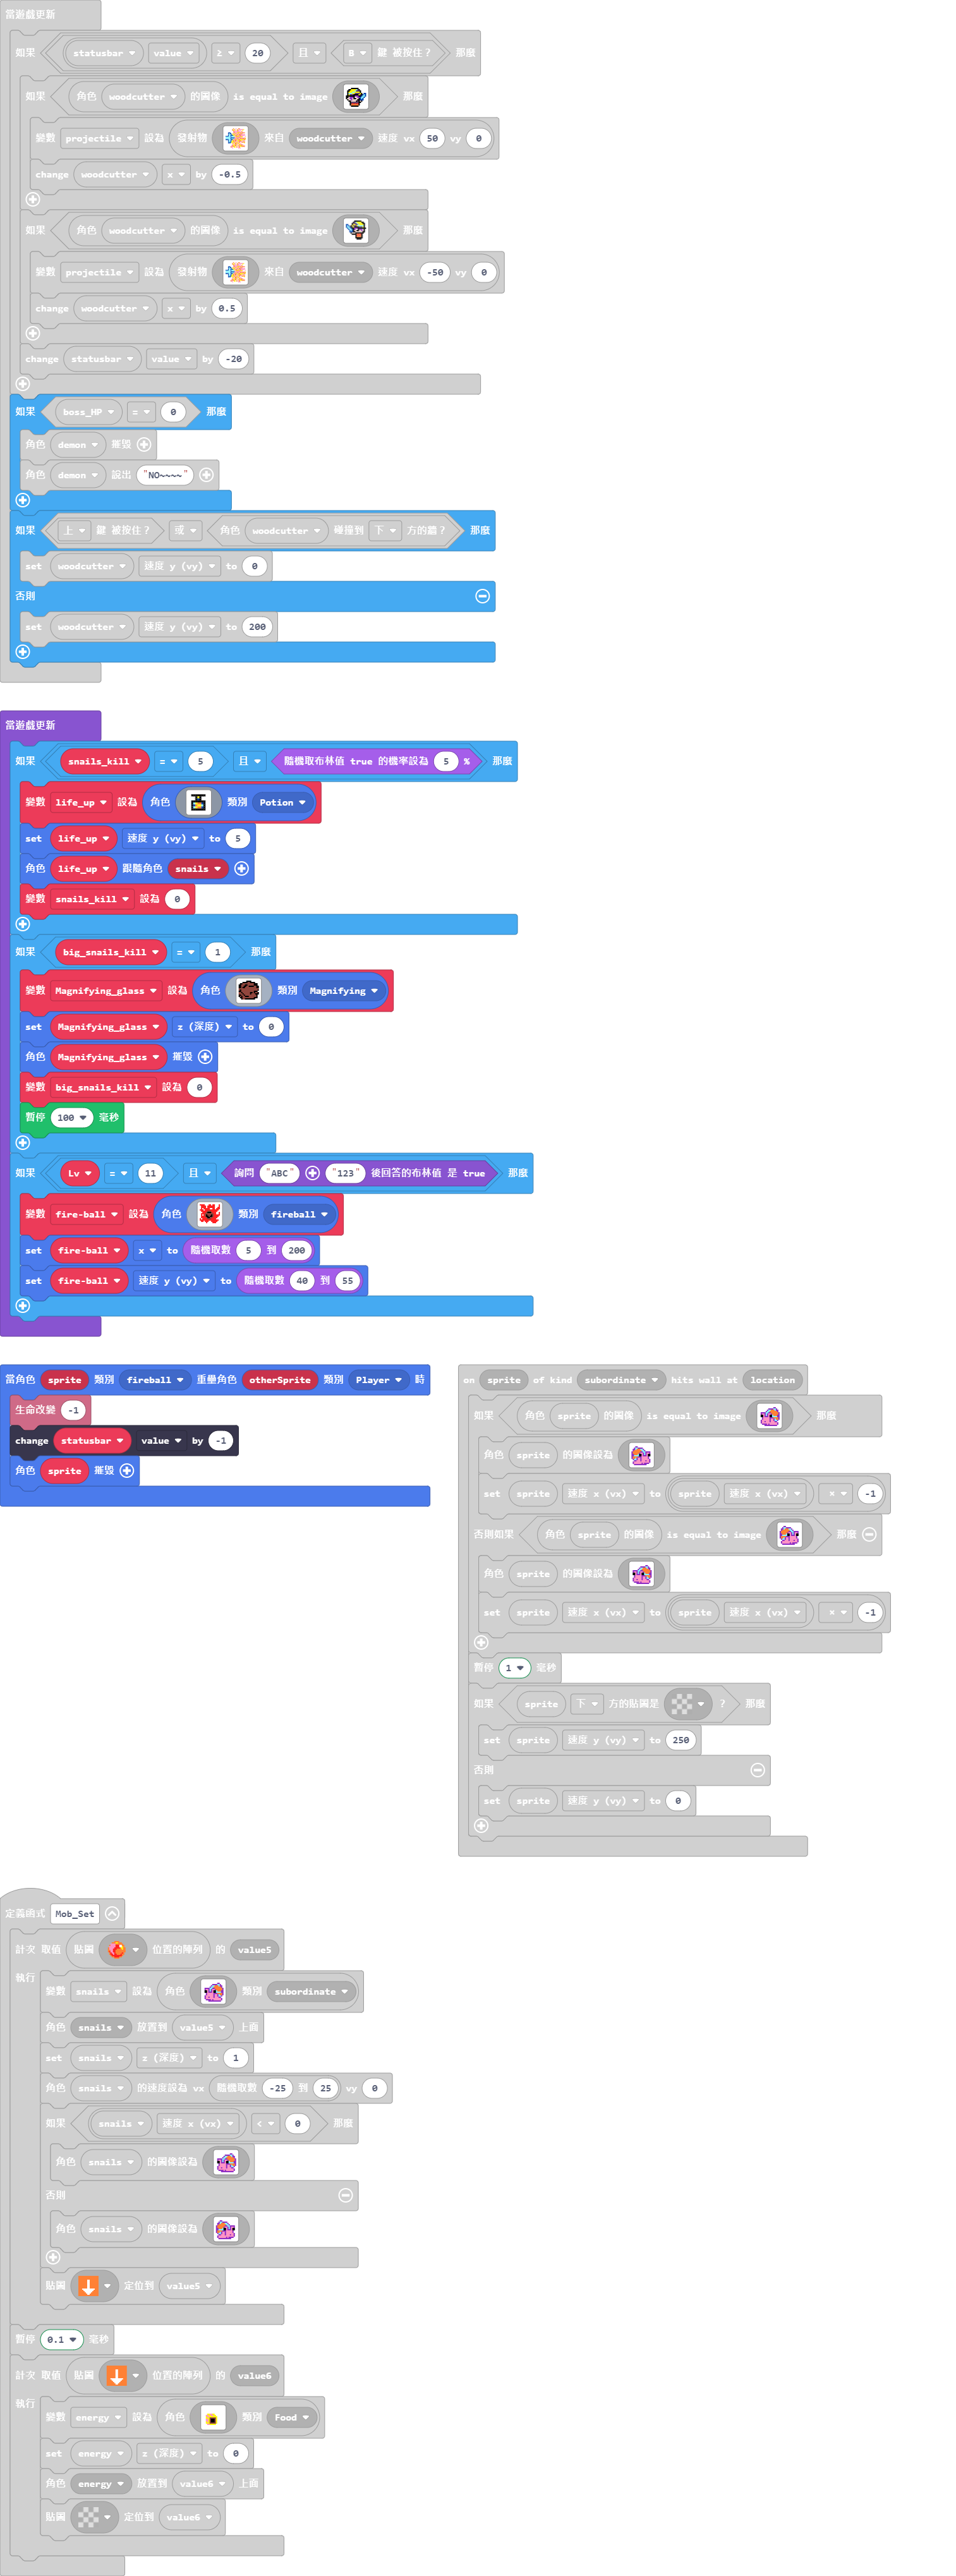 當遊戲更新
如果 statusbar value ≥ 20 且 B 鍵 被按住？ 那麼
如果 角色 woodcutter 的圖像 is equal to image 那麼
變數 projectile 設為 發射物 來自 woodcutter 速度 vx 50 vy 0
change woodcutter x by -0.5
如果 角色 woodcutter 的圖像 is equal to image 那麼
變數 projectile 設為 發射物 來自 woodcutter 速度 vx -50 vy 0
change woodcutter x by 0.5
change statusbar value by -20
如果 boss_HP = 0 那麼
角色 demon 摧毀
角色 demon 說出 "NO~~~~"
如果 上 鍵 被按住？ 或 角色 woodcutter 碰撞到 下 方的牆？ 那麼
set woodcutter 速度 y (vy) to 0
否則
set woodcutter 速度 y (vy) to 200
當遊戲更新
如果 snails_kill = 5 且 隨機取布林值 true 的機率設為 5 % 那麼
變數 life_up 設為 角色 類別 Potion
set life_up 速度 y (vy) to 5
角色 life_up 跟隨角色 snails
變數 snails_kill 設為 0
如果 big_snails_kill = 1 那麼
變數 Magnifying_glass 設為 角色 類別 Magnifying
set Magnifying_glass z (深度) to 0
角色 Magnifying_glass 摧毀
變數 big_snails_kill 設為 0
暫停 100 毫秒
如果 Lv = 11 且 詢問 "ABC" "123" 後回答的布林值 是 true 那麼
變數 fire-ball 設為 角色 類別 fireball
set fire-ball x to 隨機取數 5 到 200
set fire-ball 速度 y (vy) to 隨機取數 40 到 55
當角色 sprite 類別 fireball 重疊角色 otherSprite 類別 Player 時
生命改變 -1
change statusbar value by -1
角色 sprite 摧毀
on sprite of kind subordinate hits wall at location
如果 角色 sprite 的圖像 is equal to image 那麼
角色 sprite 的圖像設為
set sprite 速度 x (vx) to sprite 速度 x (vx) × -1
否則如果 角色 sprite 的圖像 is equal to image 那麼
角色 sprite 的圖像設為
set sprite 速度 x (vx) to sprite 速度 x (vx) × -1
暫停 1 毫秒
如果 sprite 下 方的貼圖是 ？ 那麼
set sprite 速度 y (vy) to 250
否則
set sprite 速度 y (vy) to 0
定義函式 Mob_Set
計次 取值 貼圖 位置的陣列 的 value5
執行
變數 snails 設為 角色 類別 subordinate
角色 snails 放置到 value5 上面
set snails z (深度) to 1
角色 snails 的速度設為 vx 隨機取數 -25 到 25 vy 0
如果 snails 速度 x (vx) < 0 那麼
角色 snails 的圖像設為
否則
角色 snails 的圖像設為
貼圖 定位到 value5
暫停 0.1 毫秒
計次 取值 貼圖 位置的陣列 的 value6
執行
變數 energy 設為 角色 類別 Food
set energy z (深度) to 0
角色 energy 放置到 value6 上面
貼圖 定位到 value6